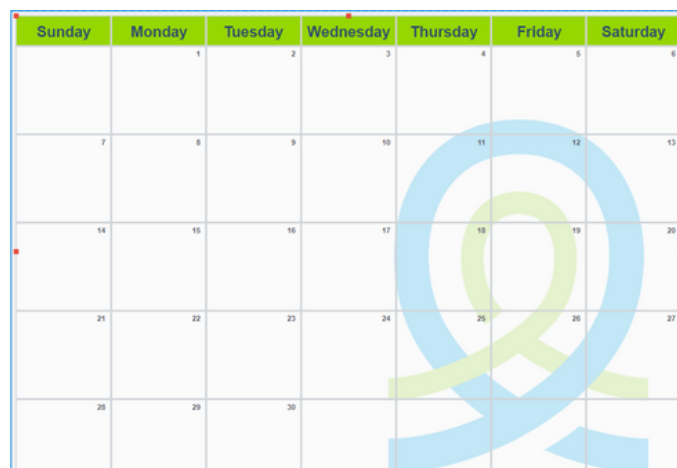 Sunday Monday Tuesday Wednesday Thursday Friday Saturday
1 2 3 4 5 6
7 8 9 10 11 12 13
14 15 16 17 18 19 20
21 22 23 24 25 26 27
28 29 30